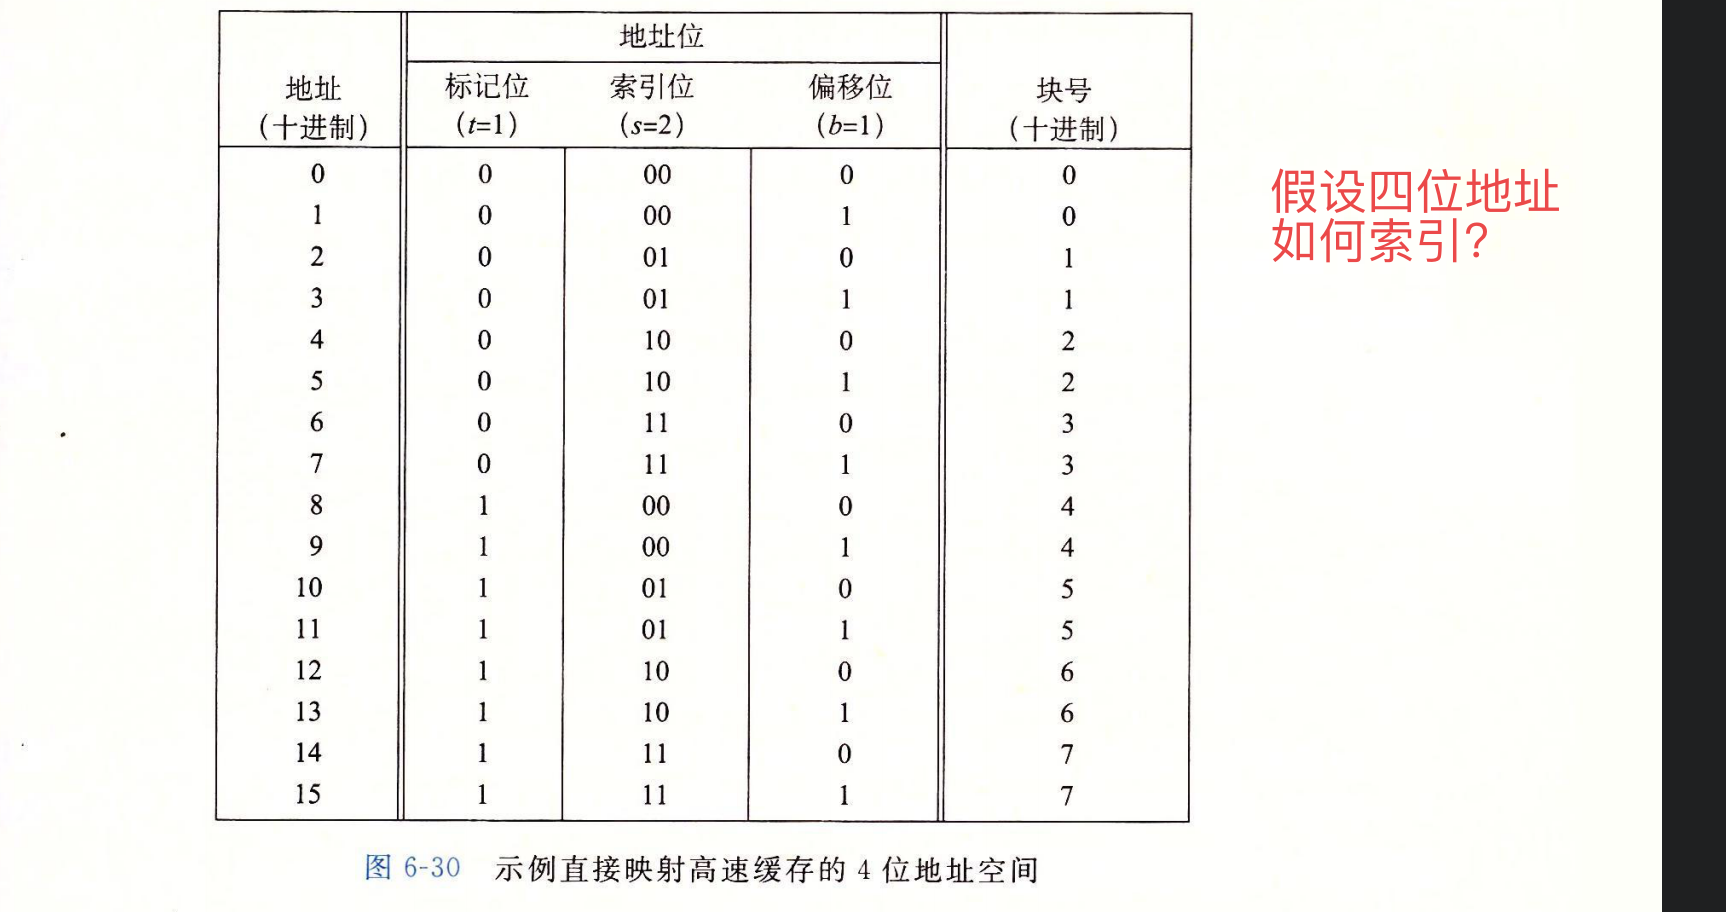 地址位
地址 标记位 索引位 偏移位 块号
(十进制) (t=1) (s=2) (b=1) (十进制)
0 0 00 0 0
1 0 00 1 0
2 0 01 0 1
3 0 01 1 1
4 0 10 0 2
5 0 10 1 2
6 0 11 0 3
7 0 11 1 3
8 1 00 0 4
9 1 00 1 4
10 1 01 0 5
11 1 01 1 5
12 1 10 0 6
13 1 10 1 6
14 1 11 0 7
15 1 11 1 7
假设四位地址
如何索引?
图 6-30 示例直接映射高速缓存的 4 位地址空间